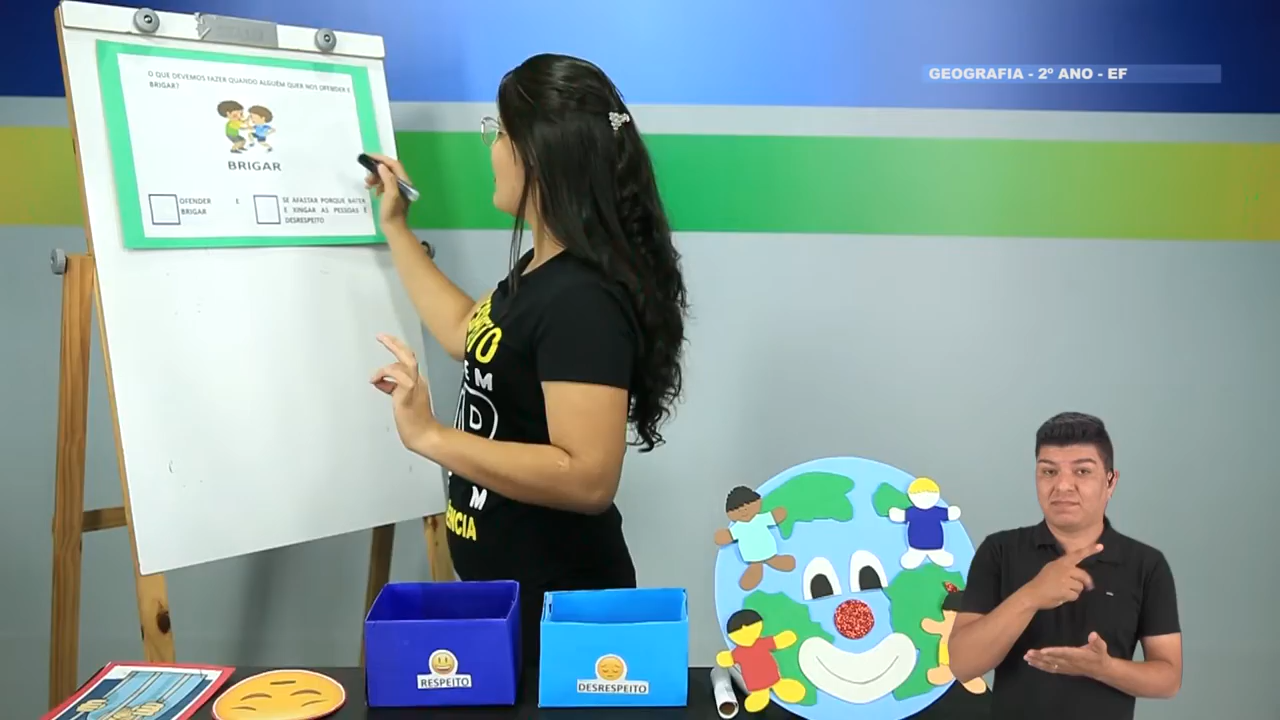 GEOGRAFIA - 2º ANO - EF
O QUE DEVEMOS FAZER QUANDO ALGUÉM QUER NOS OFENDER E
BRIGAR?
BRIGAR
OFENDER E
BRIGAR
SE AFASTAR PORQUE BATER
E XINGAR AS PESSOAS É
DESRESPEITO
RESPEITO
DESRESPEITO